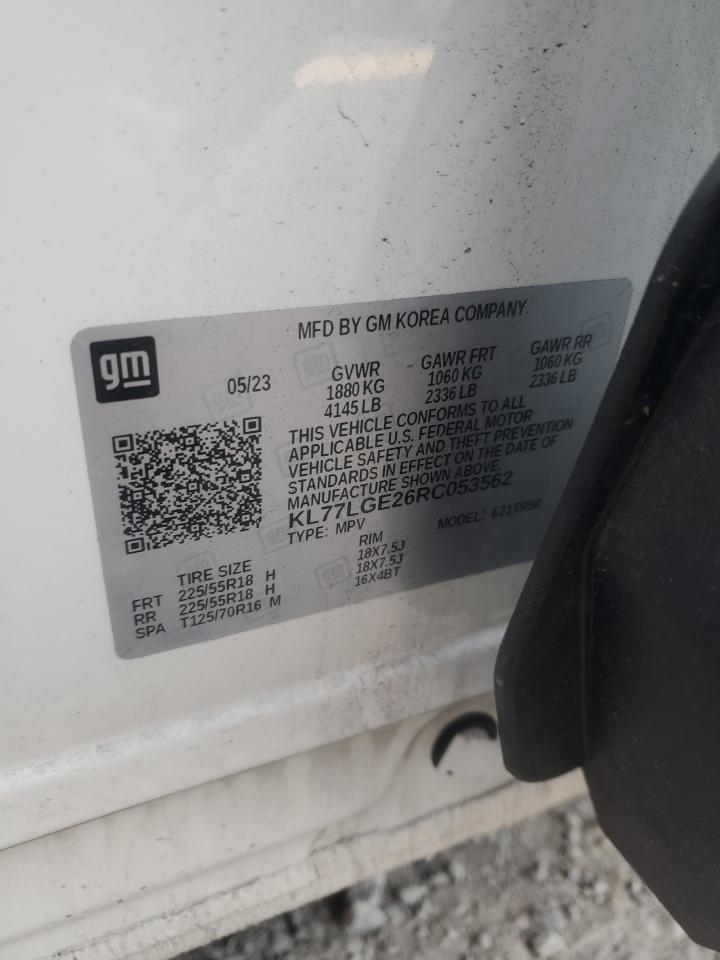 MFD BY GM KOREA COMPANY
gm
05/23
GVWR GAWR FRT GAWR RR
1880 KG 1060 KG 1060 KG
4145 LB 2336 LB 2336 LB
THIS VEHICLE CONFORMS TO ALL
APPLICABLE U.S. FEDERAL MOTOR
VEHICLE SAFETY AND THEFT PREVENTION
STANDARDS IN EFFECT ON THE DATE OF
MANUFACTURE SHOWN ABOVE.
KL77LGE26RC053562
TYPE: MPV MODEL: 621TR58
TIRE SIZE RIM
FRT 225/55R18 H 18X7.5J
RR 225/55R18 H 18X7.5J
SPA T125/70R16 M 16X4BT